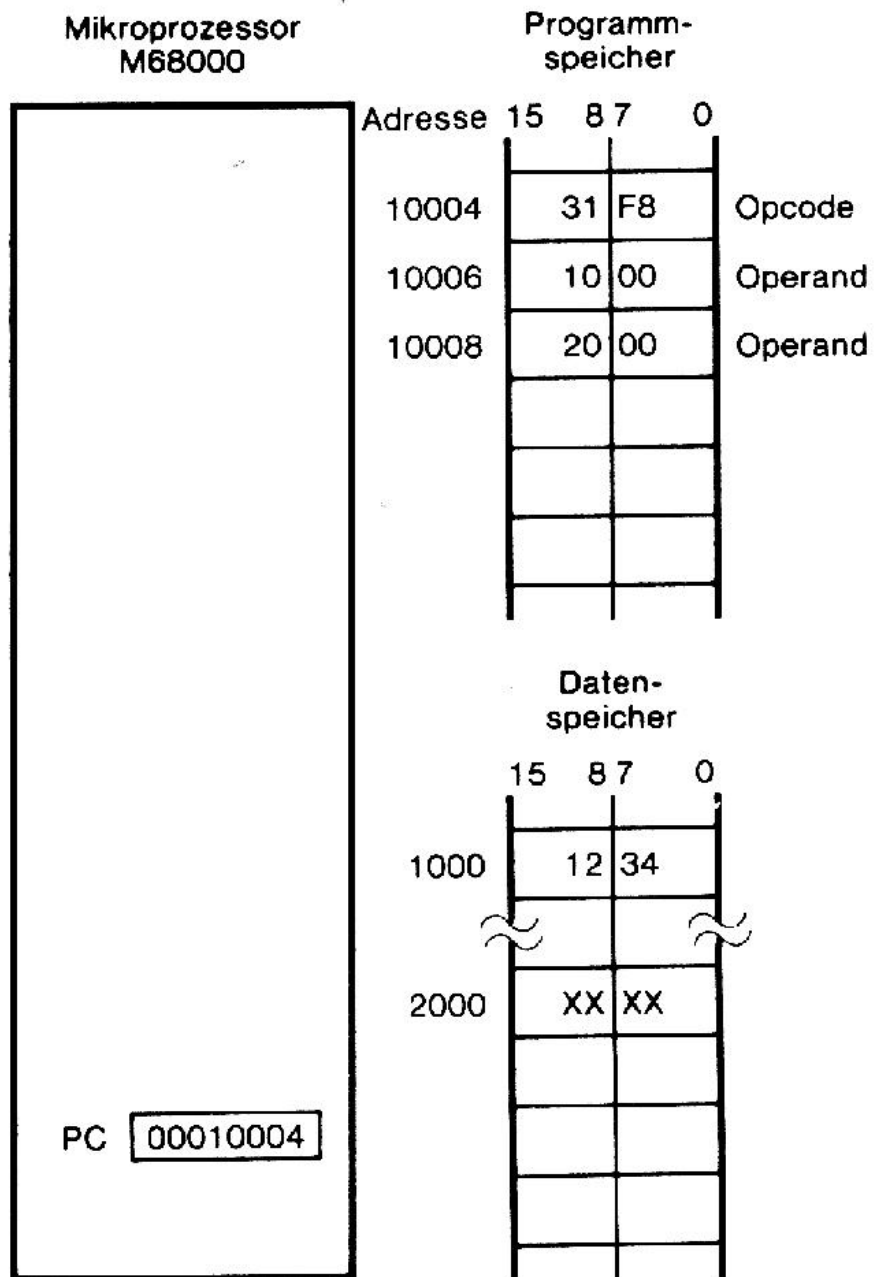 Mikroprozessor
M68000
Programm-
speicher
Adresse 15 8 7 0
10004 31 F8 Opcode
10006 10 00 Operand
10008 20 00 Operand
Daten-
speicher
15 8 7 0
1000 12 34
2000 XX XX
PC 00010004